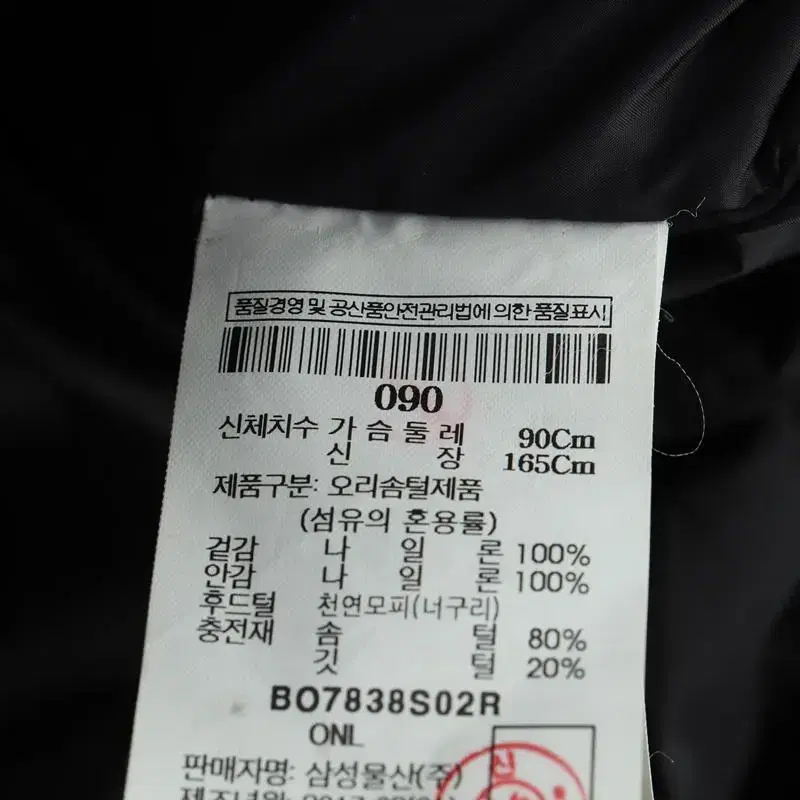 품질경영 및 공산품안전관리법에 의한 품질표시
090
신체치수 가 슴 둘 레 90Cm
신 장 165Cm
제품구분: 오리솜털제품
(섬유의 혼용률)
겉감 나 일 론 100%
안감 나 일 론 100%
후드털 천연모피(너구리)
충전재 솜 털 80%
깃 털 20%
BO7838S02R
ONL
판매자명: 삼성물산(주)